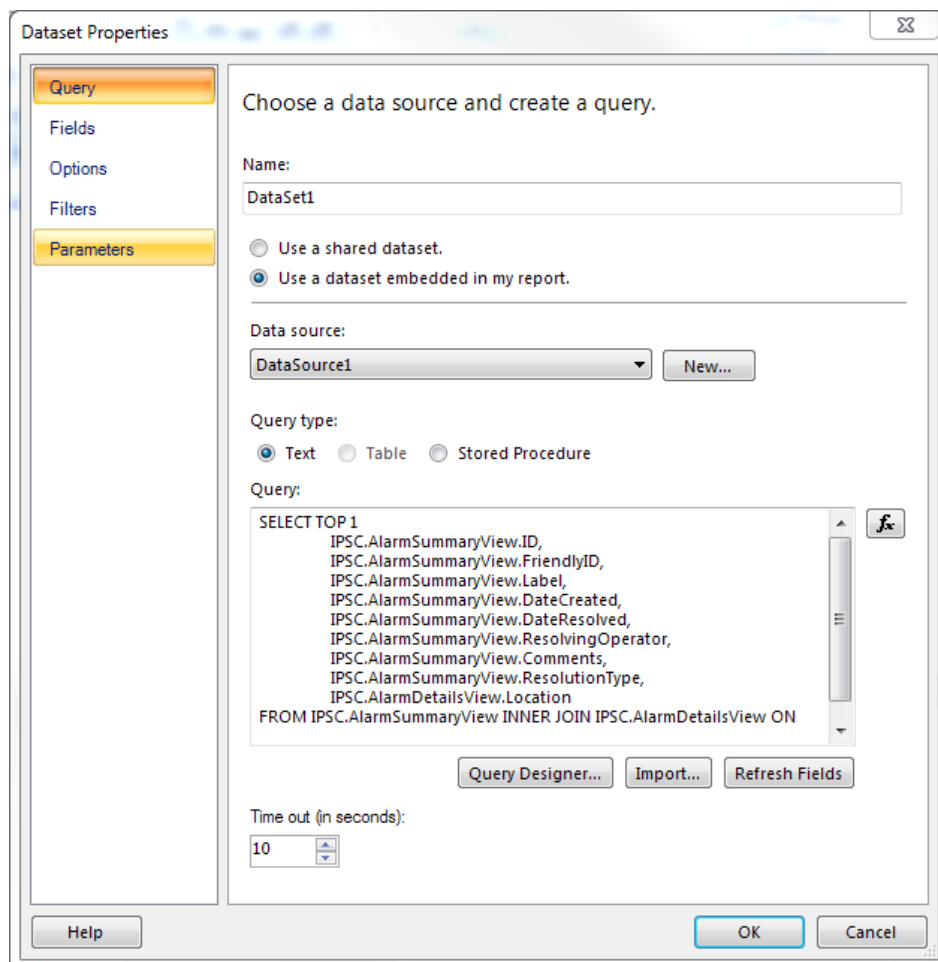 Dataset Properties
Query
Fields
Options
Filters
Parameters
Choose a data source and create a query.
Name:
DataSet1
Use a shared dataset.
Use a dataset embedded in my report.
Data source:
DataSource1
New...
Query type:
Text
Table
Stored Procedure
Query:
SELECT TOP 1
IPSC.AlarmSummaryView.ID,
IPSC.AlarmSummaryView.FriendlyID,
IPSC.AlarmSummaryView.Label,
IPSC.AlarmSummaryView.DateCreated,
IPSC.AlarmSummaryView.DateResolved,
IPSC.AlarmSummaryView.ResolvingOperator,
IPSC.AlarmSummaryView.Comments,
IPSC.AlarmSummaryView.ResolutionType,
IPSC.AlarmDetailsView.Location
FROM IPSC.AlarmSummaryView INNER JOIN IPSC.AlarmDetailsView ON
fx
Query Designer...
Import...
Refresh Fields
Time out (in seconds):
10
Help
OK
Cancel